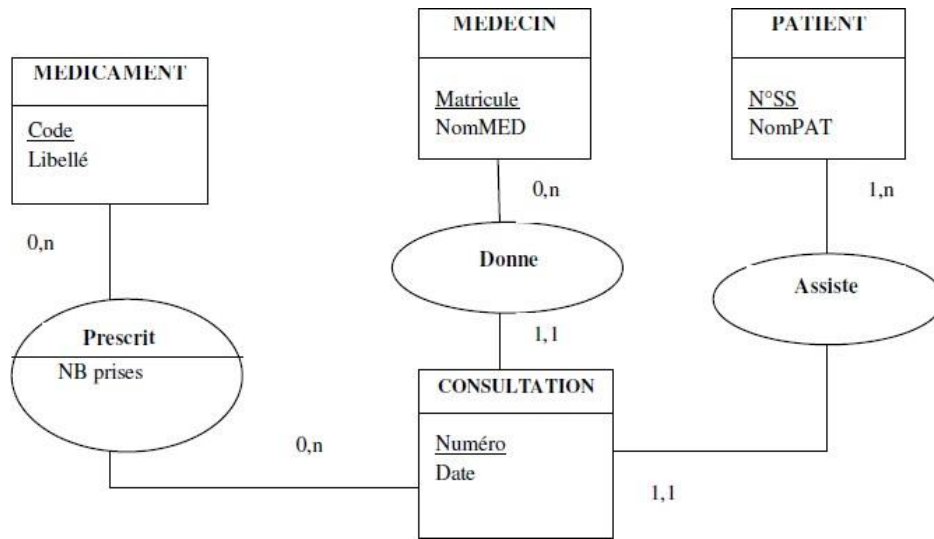 MEDICAMENT
Code
Libellé
MEDECIN
Matricule
NomMED
PATIENT
N°SS
NomPAT
0,n
0,n
1,n
Prescrit
NB prises
Donne
Assiste
1,1
CONSULTATION
Numéro
Date
0,n
1,1